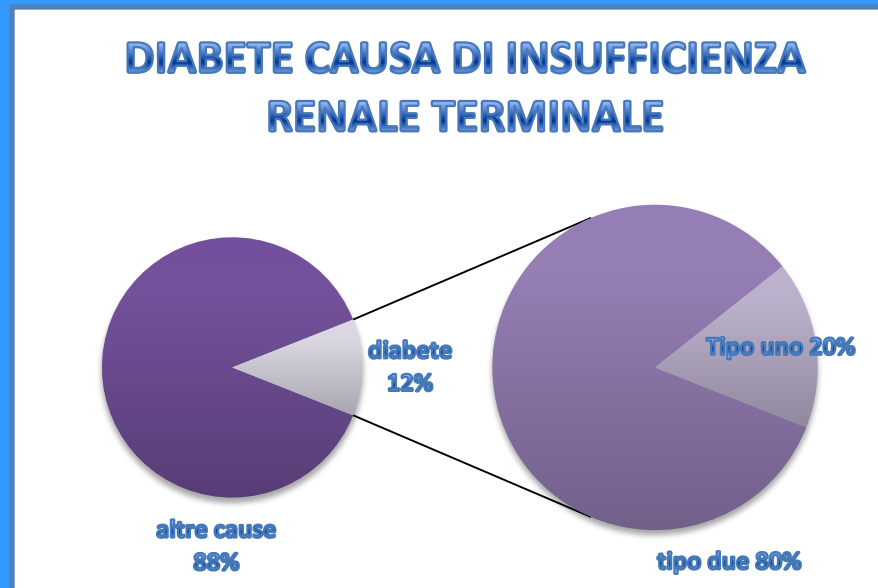 DIABETE CAUSA DI INSUFFICIENZA
RENALE TERMINALE
diabete
12%
altre cause
88%
Tipo uno 20%
tipo due 80%